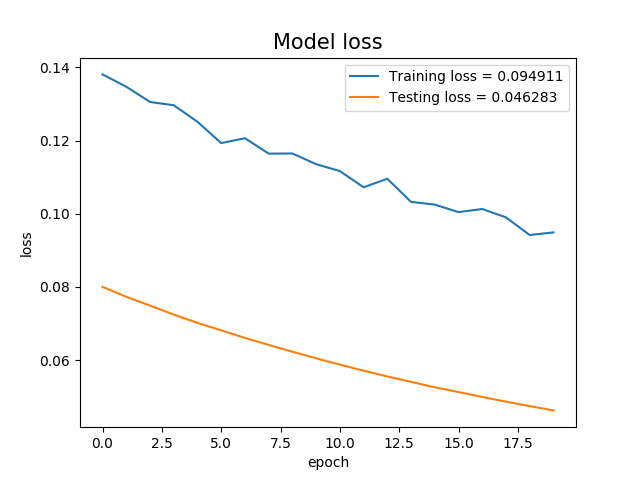 Model loss
Training loss = 0.094911
Testing loss = 0.046283
0.14
0.12
0.10
0.08
0.06
loss
0.0 2.5 5.0 7.5 10.0 12.5 15.0 17.5
epoch